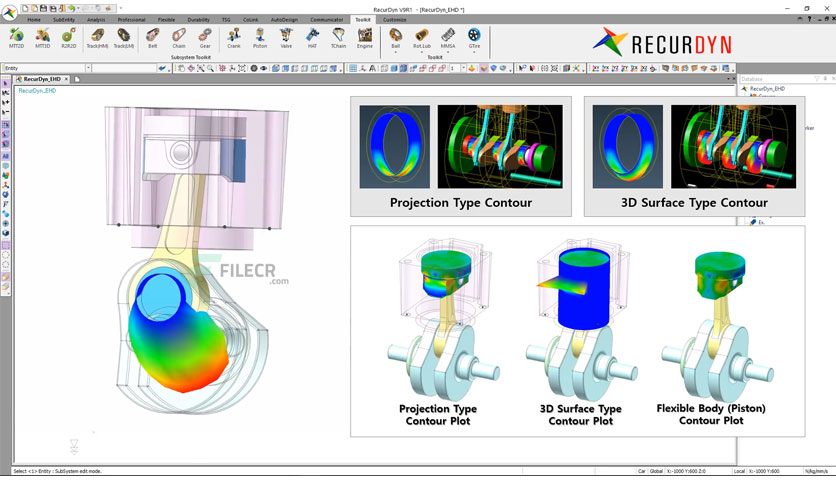 RecurDyn V9R1 - [RecurDyn_EHD *]
Home SubEntity Analysis Professional Flexible Durability TSG CoLink AutoDesign Communicator Toolkit Customize
MTT2D MTT3D R2R2D Track(HM) Track(LM) Belt Chain Gear Crank Piston Valve HAT TChain Engine Ball Rot.Lub MMSA GTire
Subsystem Toolkit Toolkit
RECURDYN
Entity
RecurDyn_EHD
Database
RecurDyn_EHD
RecurDyn_EHD
Projection Type Contour
3D Surface Type Contour
FILECR
.com
Projection Type
Contour Plot
3D Surface Type
Contour Plot
Flexible Body (Piston)
Contour Plot
Select <1> Entity : SubSystem edit mode.
Car Global X:-1000 Y:600 Z:0 Local X:-1000 Y:600 N/kg/mm/s